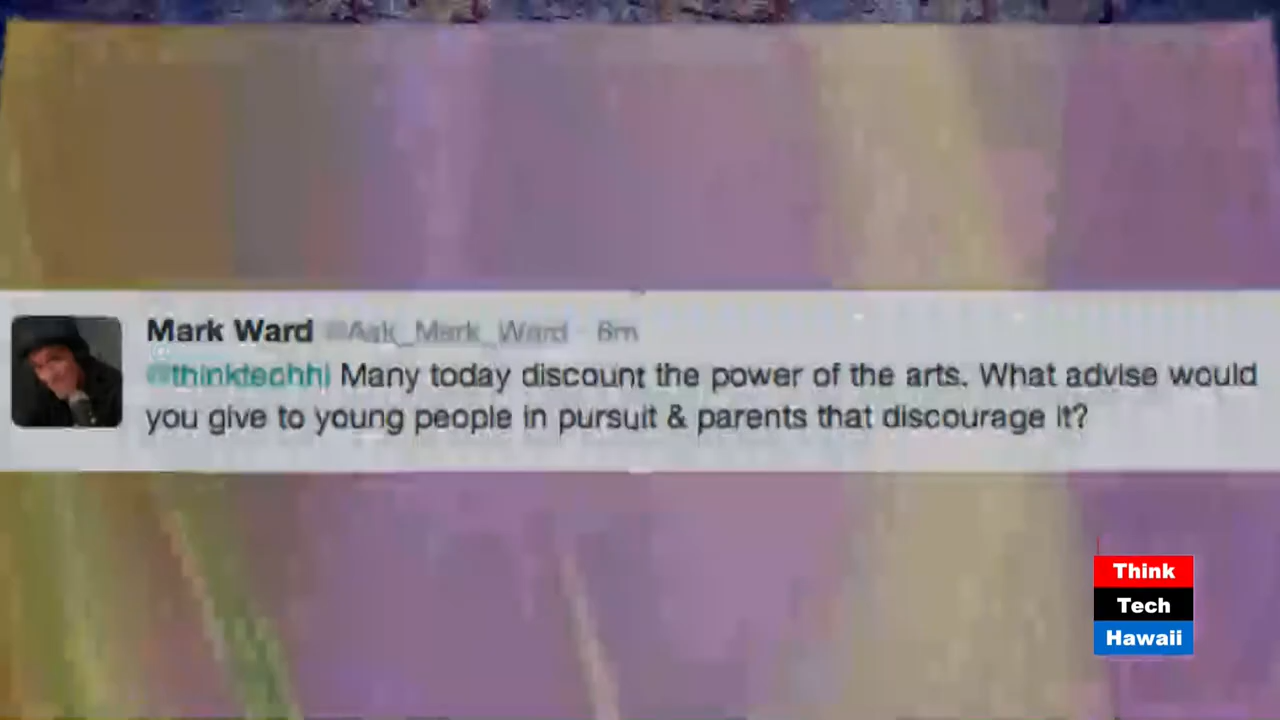 Mark Ward @Ask_Mark_Ward · 6m
@thinktechhi Many today discount the power of the arts. What advise would
you give to young people in pursuit & parents that discourage it?
Think
Tech
Hawaii